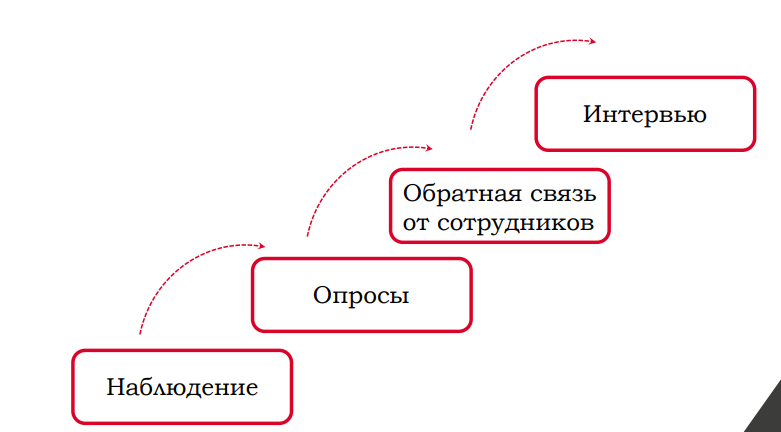 Интервью
Обратная связь
от сотрудников
Опросы
Наблюдение